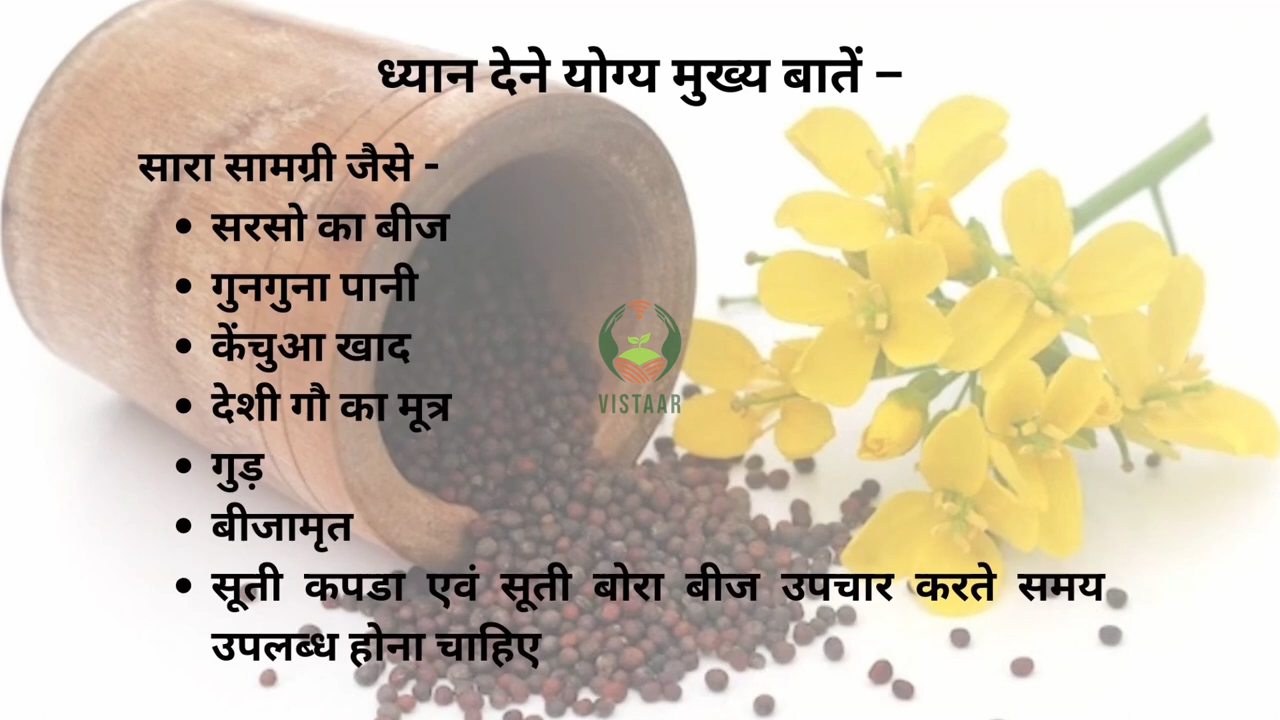 ध्यान देने योग्य मुख्य बातें –
सारा सामग्री जैसे -
• सरसो का बीज
• गुनगुना पानी
• केंचुआ खाद
• देशी गौ का मूत्र
• गुड़
• बीजामृत
• सूती कपडा एवं सूती बोरा बीज उपचार करते समय
उपलब्ध होना चाहिए
VISTAAR